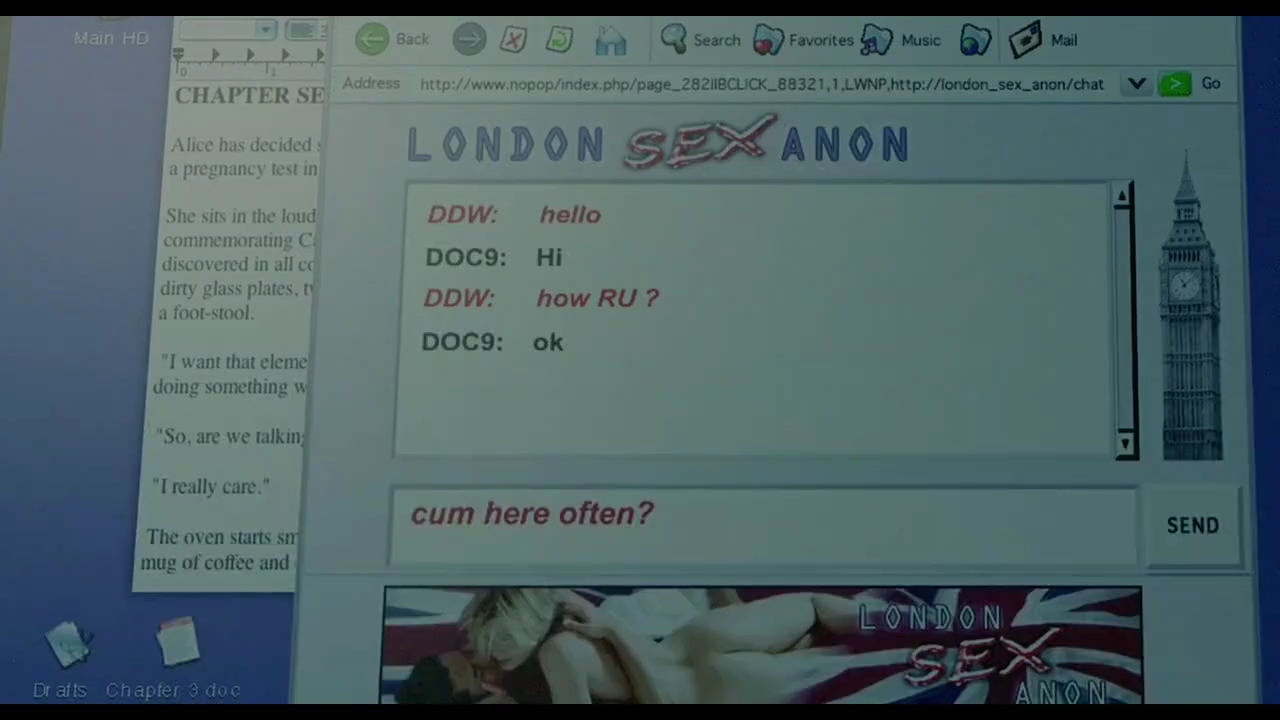 Main HD
Back
Search
Favorites
Music
Mail
Address
http://www.nopop/index.php/page_282IIBCLICK_88321,1,LWNP,http://london_sex_anon/chat
Go
CHAPTER SE
Alice has decided s
a pregnancy test in
She sits in the loud
commemorating Ca
discovered in all co
dirty glass plates, tw
a foot-stool.
"I want that eleme
doing something w
"So, are we talking
"I really care."
The oven starts sm
mug of coffee and
LONDON SEX ANON
DDW: hello
DOC9: Hi
DDW: how RU ?
DOC9: ok
cum here often?
SEND
LONDON
SEX
ANON
Drafts
Chapter 3 doc